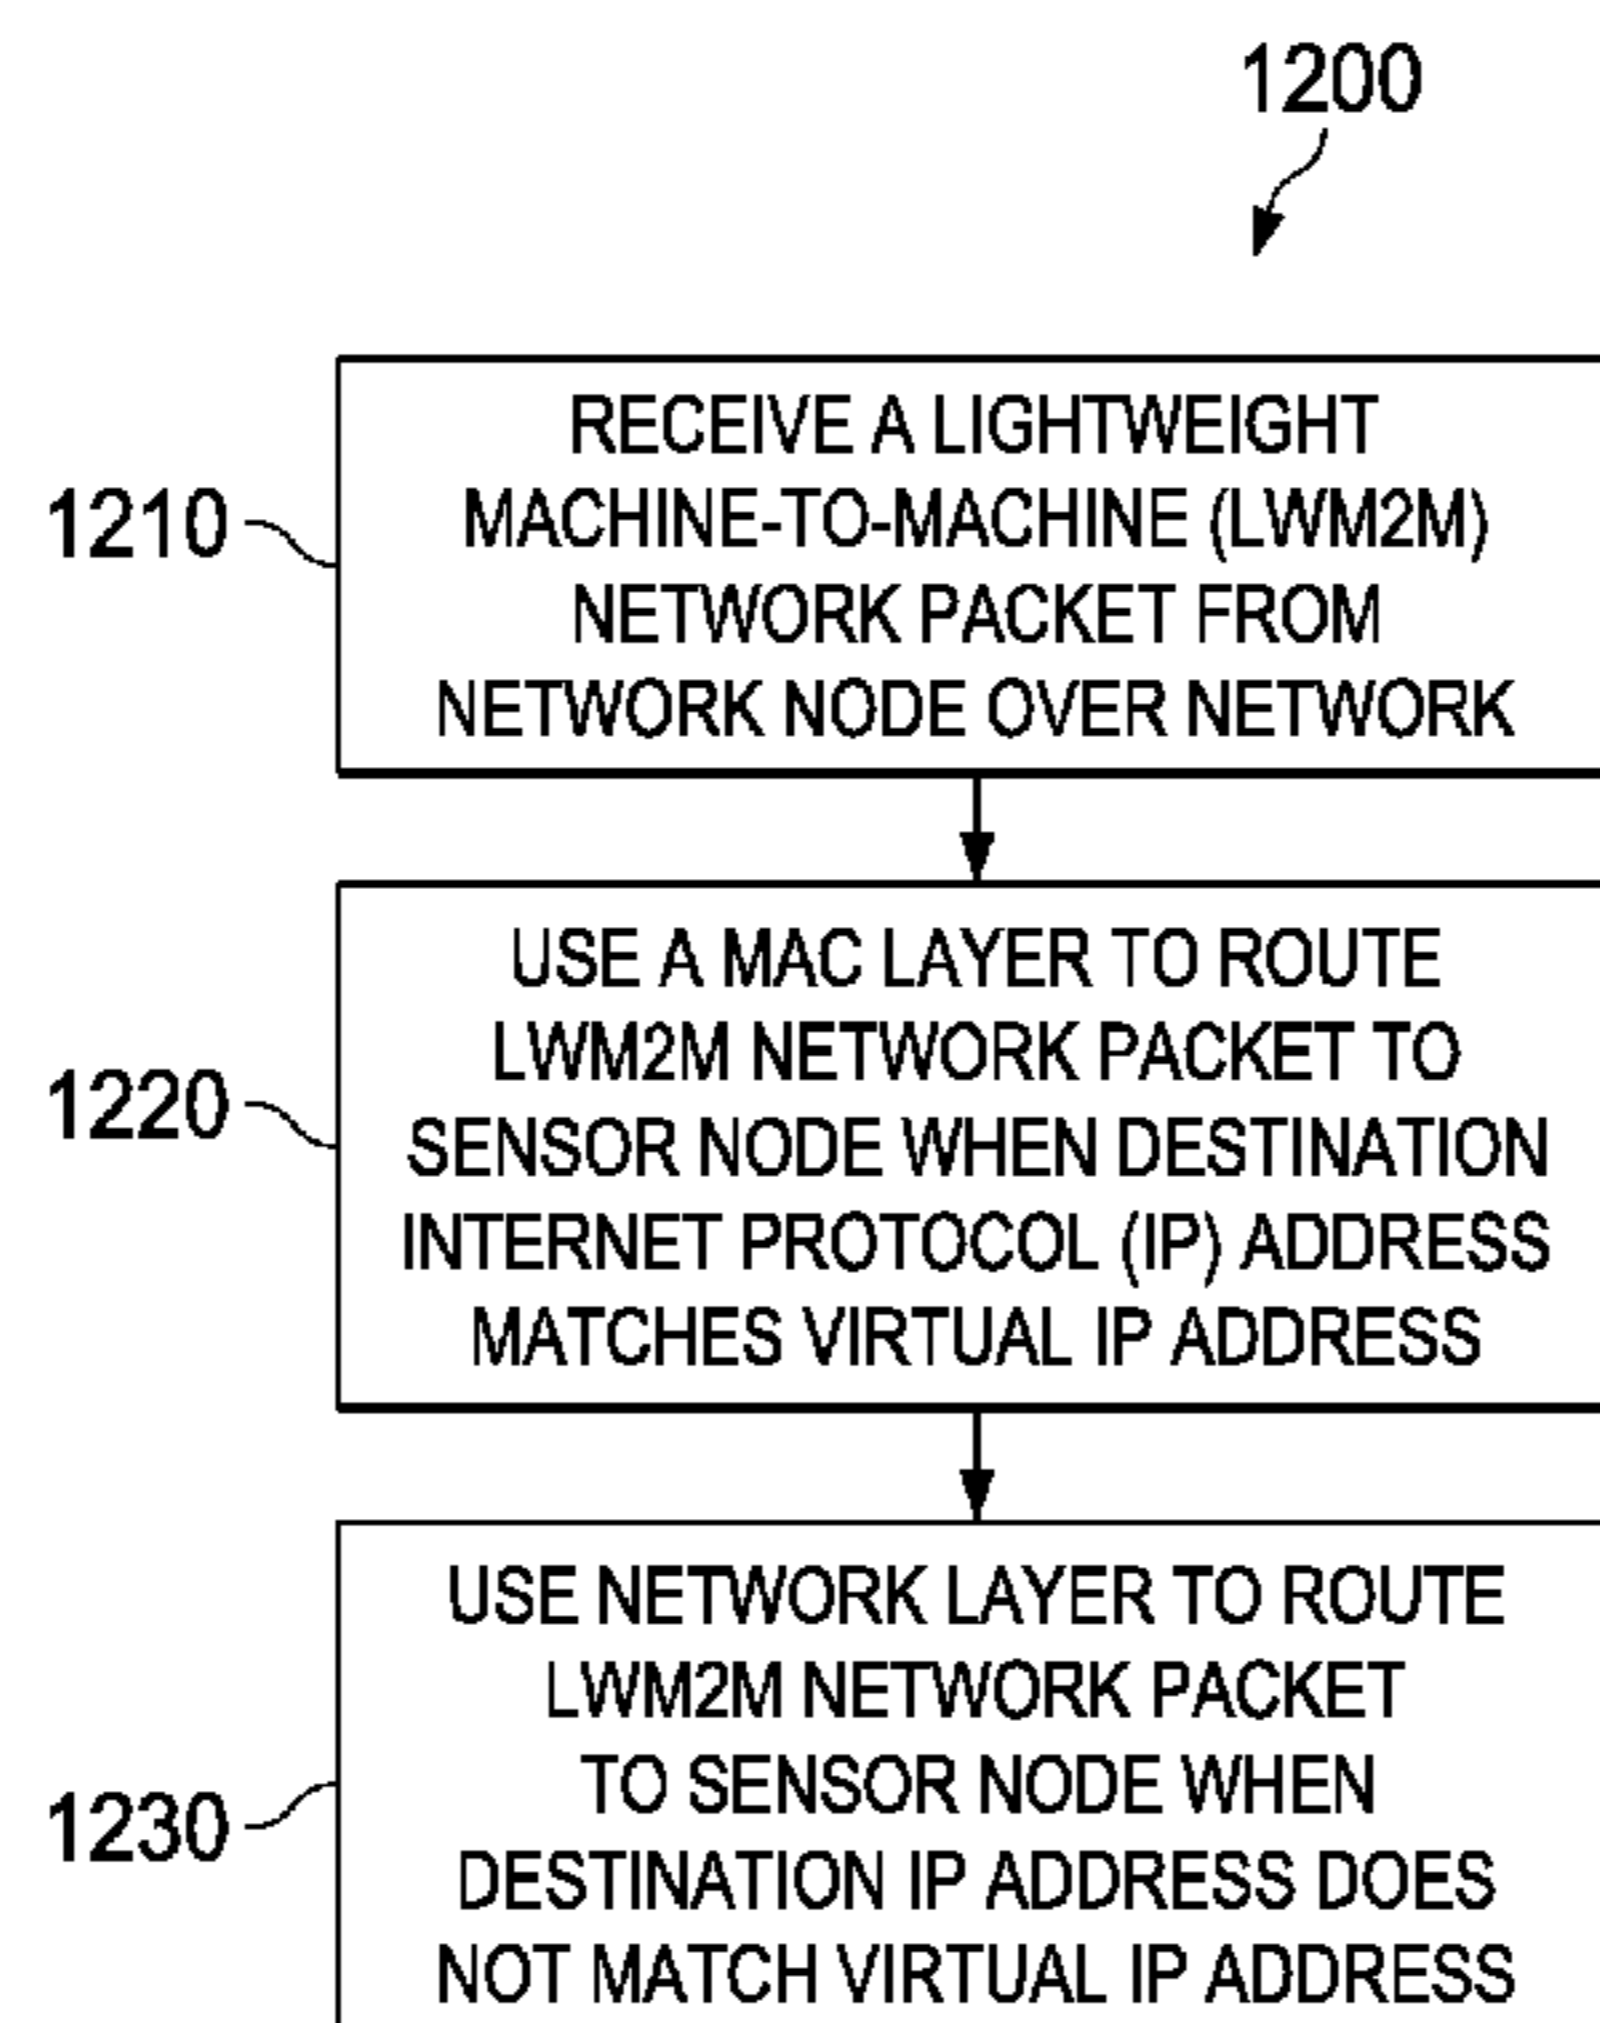 1200
1210
RECEIVE A LIGHTWEIGHT
MACHINE-TO-MACHINE (LWM2M)
NETWORK PACKET FROM
NETWORK NODE OVER NETWORK
1220
USE A MAC LAYER TO ROUTE
LWM2M NETWORK PACKET TO
SENSOR NODE WHEN DESTINATION
INTERNET PROTOCOL (IP) ADDRESS
MATCHES VIRTUAL IP ADDRESS
1230
USE NETWORK LAYER TO ROUTE
LWM2M NETWORK PACKET
TO SENSOR NODE WHEN
DESTINATION IP ADDRESS DOES
NOT MATCH VIRTUAL IP ADDRESS